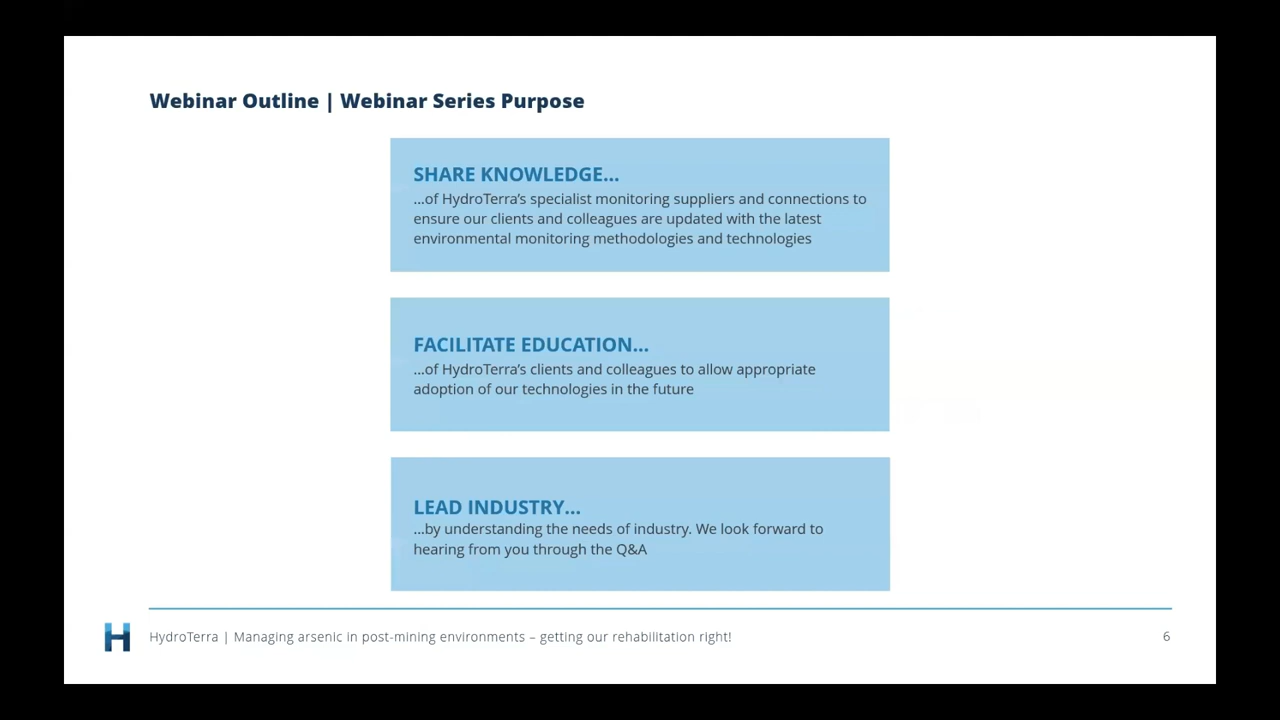 Webinar Outline | Webinar Series Purpose
SHARE KNOWLEDGE...
...of HydroTerra's specialist monitoring suppliers and connections to
ensure our clients and colleagues are updated with the latest
environmental monitoring methodologies and technologies
FACILITATE EDUCATION...
...of HydroTerra's clients and colleagues to allow appropriate
adoption of our technologies in the future
LEAD INDUSTRY...
...by understanding the needs of industry. We look forward to
hearing from you through the Q&A
HydroTerra | Managing arsenic in post-mining environments – getting our rehabilitation right!
6